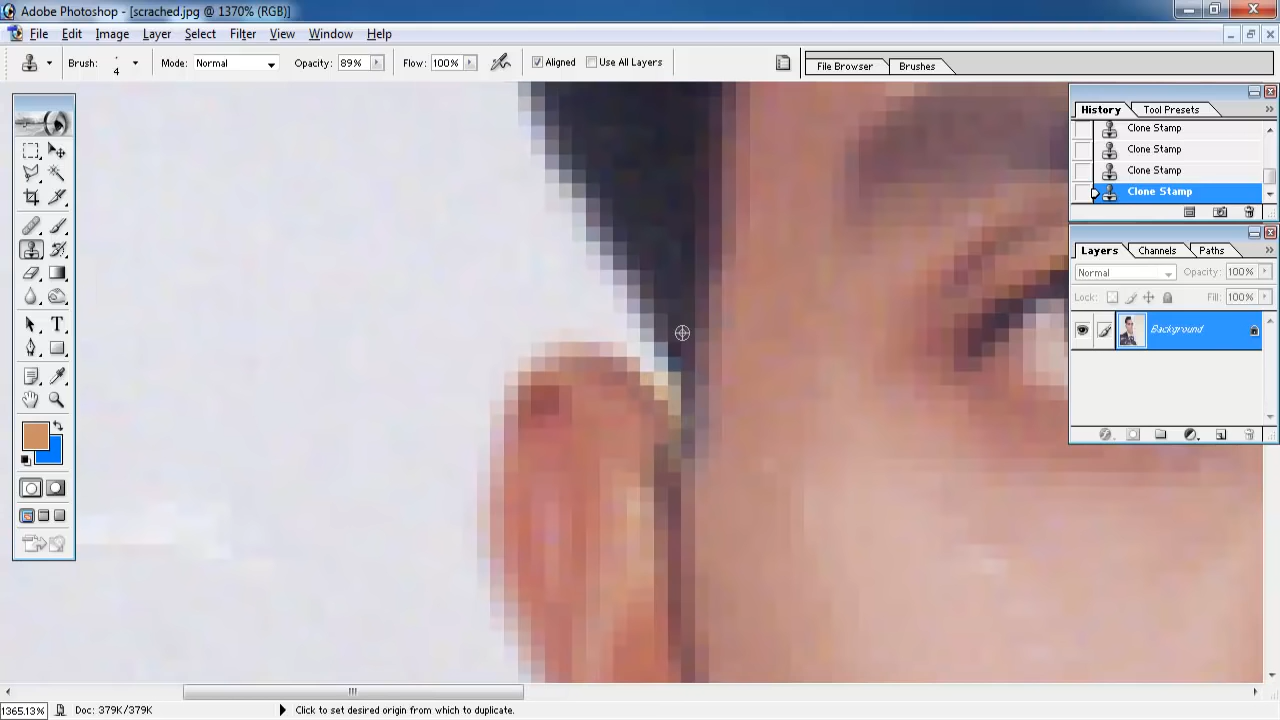 Adobe Photoshop - [scrached.jpg @ 1370% (RGB)]
File Edit Image Layer Select Filter View Window Help
Brush: 4 Mode: Normal Opacity: 89% Flow: 100% Aligned Use All Layers File Browser Brushes
History Tool Presets
Clone Stamp
Clone Stamp
Clone Stamp
Clone Stamp
Layers Channels Paths
Normal Opacity: 100%
Lock: Fill: 100%
Background
1365.13% Doc: 379K/379K Click to set desired origin from which to duplicate.